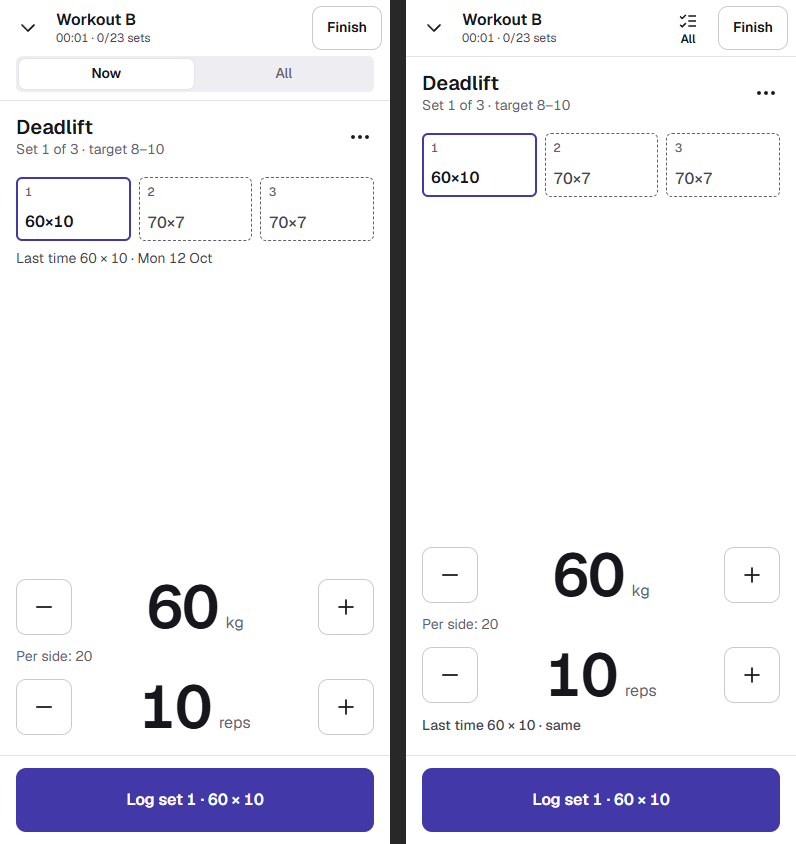 Workout B
00:01 · 0/23 sets
Finish
Now
All
Deadlift
Set 1 of 3 · target 8–10
1
60×10
2
70×7
3
70×7
Last time 60 × 10 · Mon 12 Oct
60 kg
Per side: 20
10 reps
Log set 1 · 60 × 10
Workout B
00:01 · 0/23 sets
All
Finish
Deadlift
Set 1 of 3 · target 8–10
1
60×10
2
70×7
3
70×7
60 kg
Per side: 20
10 reps
Last time 60 × 10 · same
Log set 1 · 60 × 10